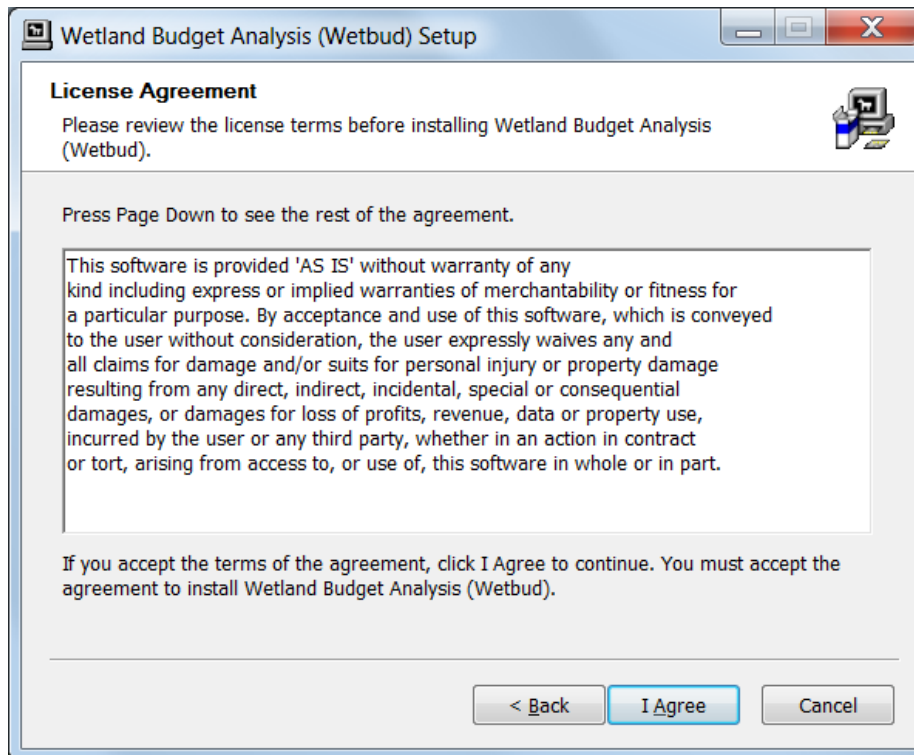 Wetland Budget Analysis (Wetbud) Setup
License Agreement
Please review the license terms before installing Wetland Budget Analysis
(Wetbud).
Press Page Down to see the rest of the agreement.
This software is provided 'AS IS' without warranty of any
kind including express or implied warranties of merchantability or fitness for
a particular purpose. By acceptance and use of this software, which is conveyed
to the user without consideration, the user expressly waives any and
all claims for damage and/or suits for personal injury or property damage
resulting from any direct, indirect, incidental, special or consequential
damages, or damages for loss of profits, revenue, data or property use,
incurred by the user or any third party, whether in an action in contract
or tort, arising from access to, or use of, this software in whole or in part.
If you accept the terms of the agreement, click I Agree to continue. You must accept the
agreement to install Wetland Budget Analysis (Wetbud).
< Back I Agree Cancel